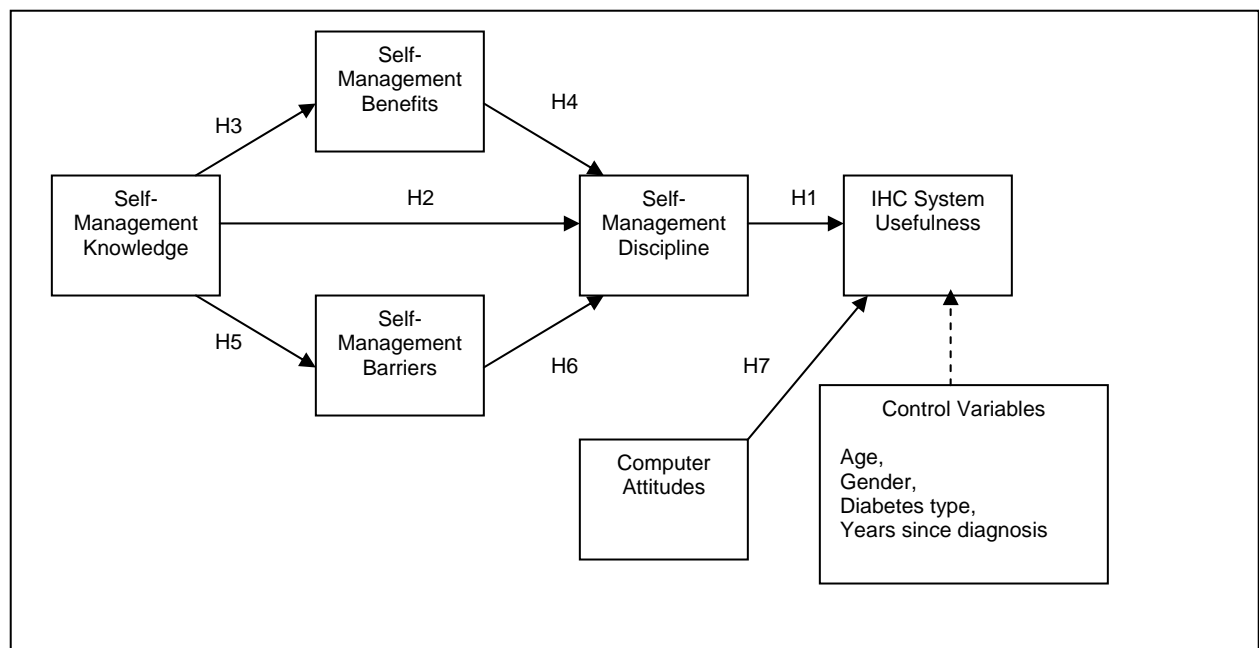 Self-
Management
Benefits
H3
H4
Self-
Management
Knowledge
H2
Self-
Management
Discipline
H1
IHC System
Usefulness
H5
Self-
Management
Barriers
H6
H7
Computer
Attitudes
Control Variables
Age,
Gender,
Diabetes type,
Years since diagnosis